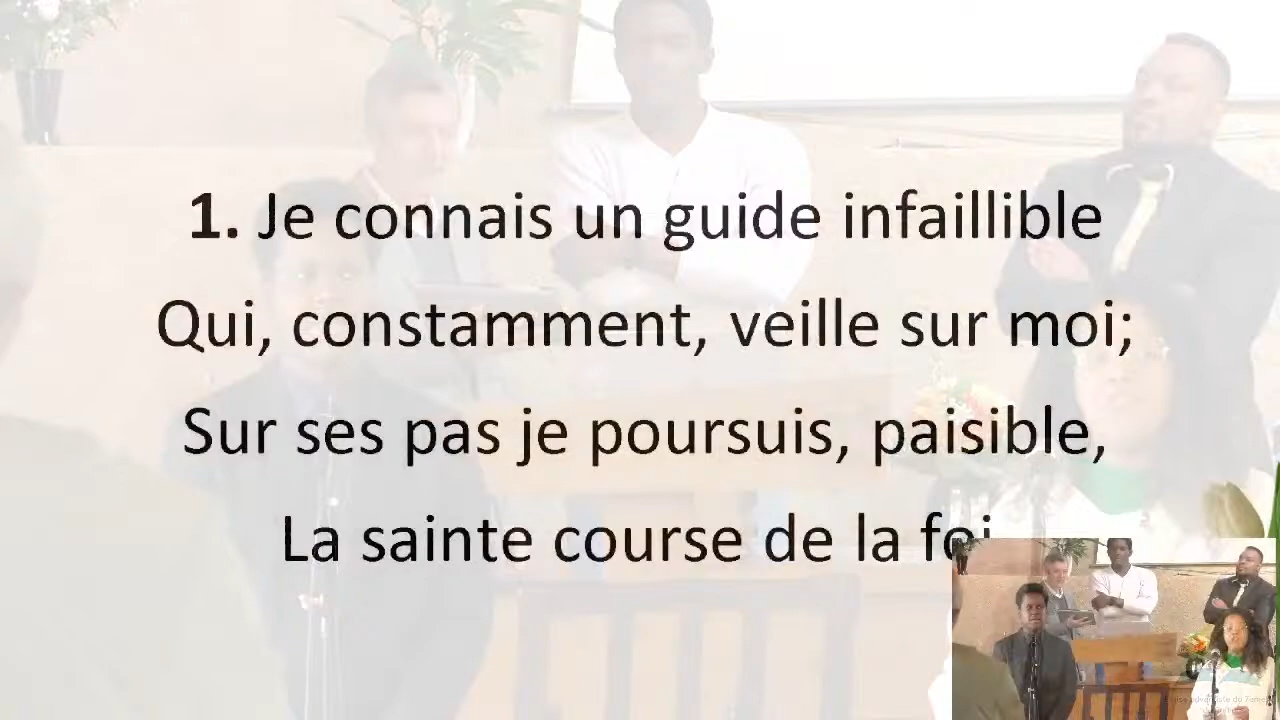 1. Je connais un guide infaillible
Qui, constamment, veille sur moi;
Sur ses pas je poursuis, paisible,
La sainte course de la foi